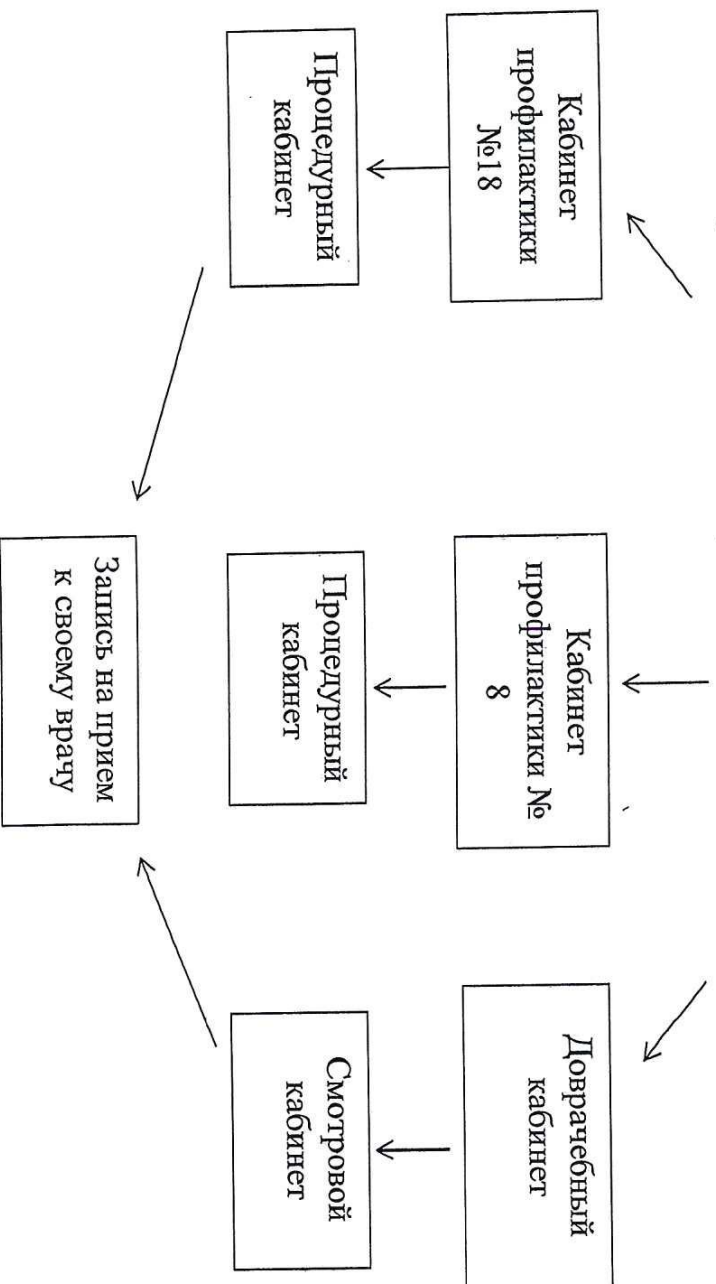 Кабинет
профилактики
№18
Кабинет
профилактики №
8
Доврачебный
кабинет
Процедурный
кабинет
Процедурный
кабинет
Смотровой
кабинет
Запись на прием
к своему врачу